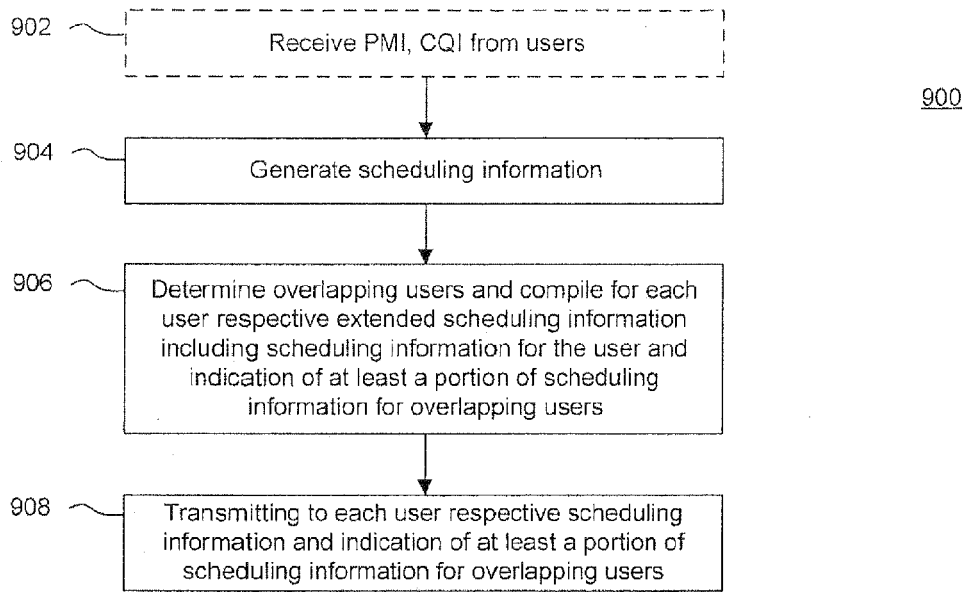 902
Receive PMI, CQI from users
900
904
Generate scheduling information
906
Determine overlapping users and compile for each
user respective extended scheduling information
including scheduling information for the user and
indication of at least a portion of scheduling
information for overlapping users
908
Transmitting to each user respective scheduling
information and indication of at least a portion of
scheduling information for overlapping users